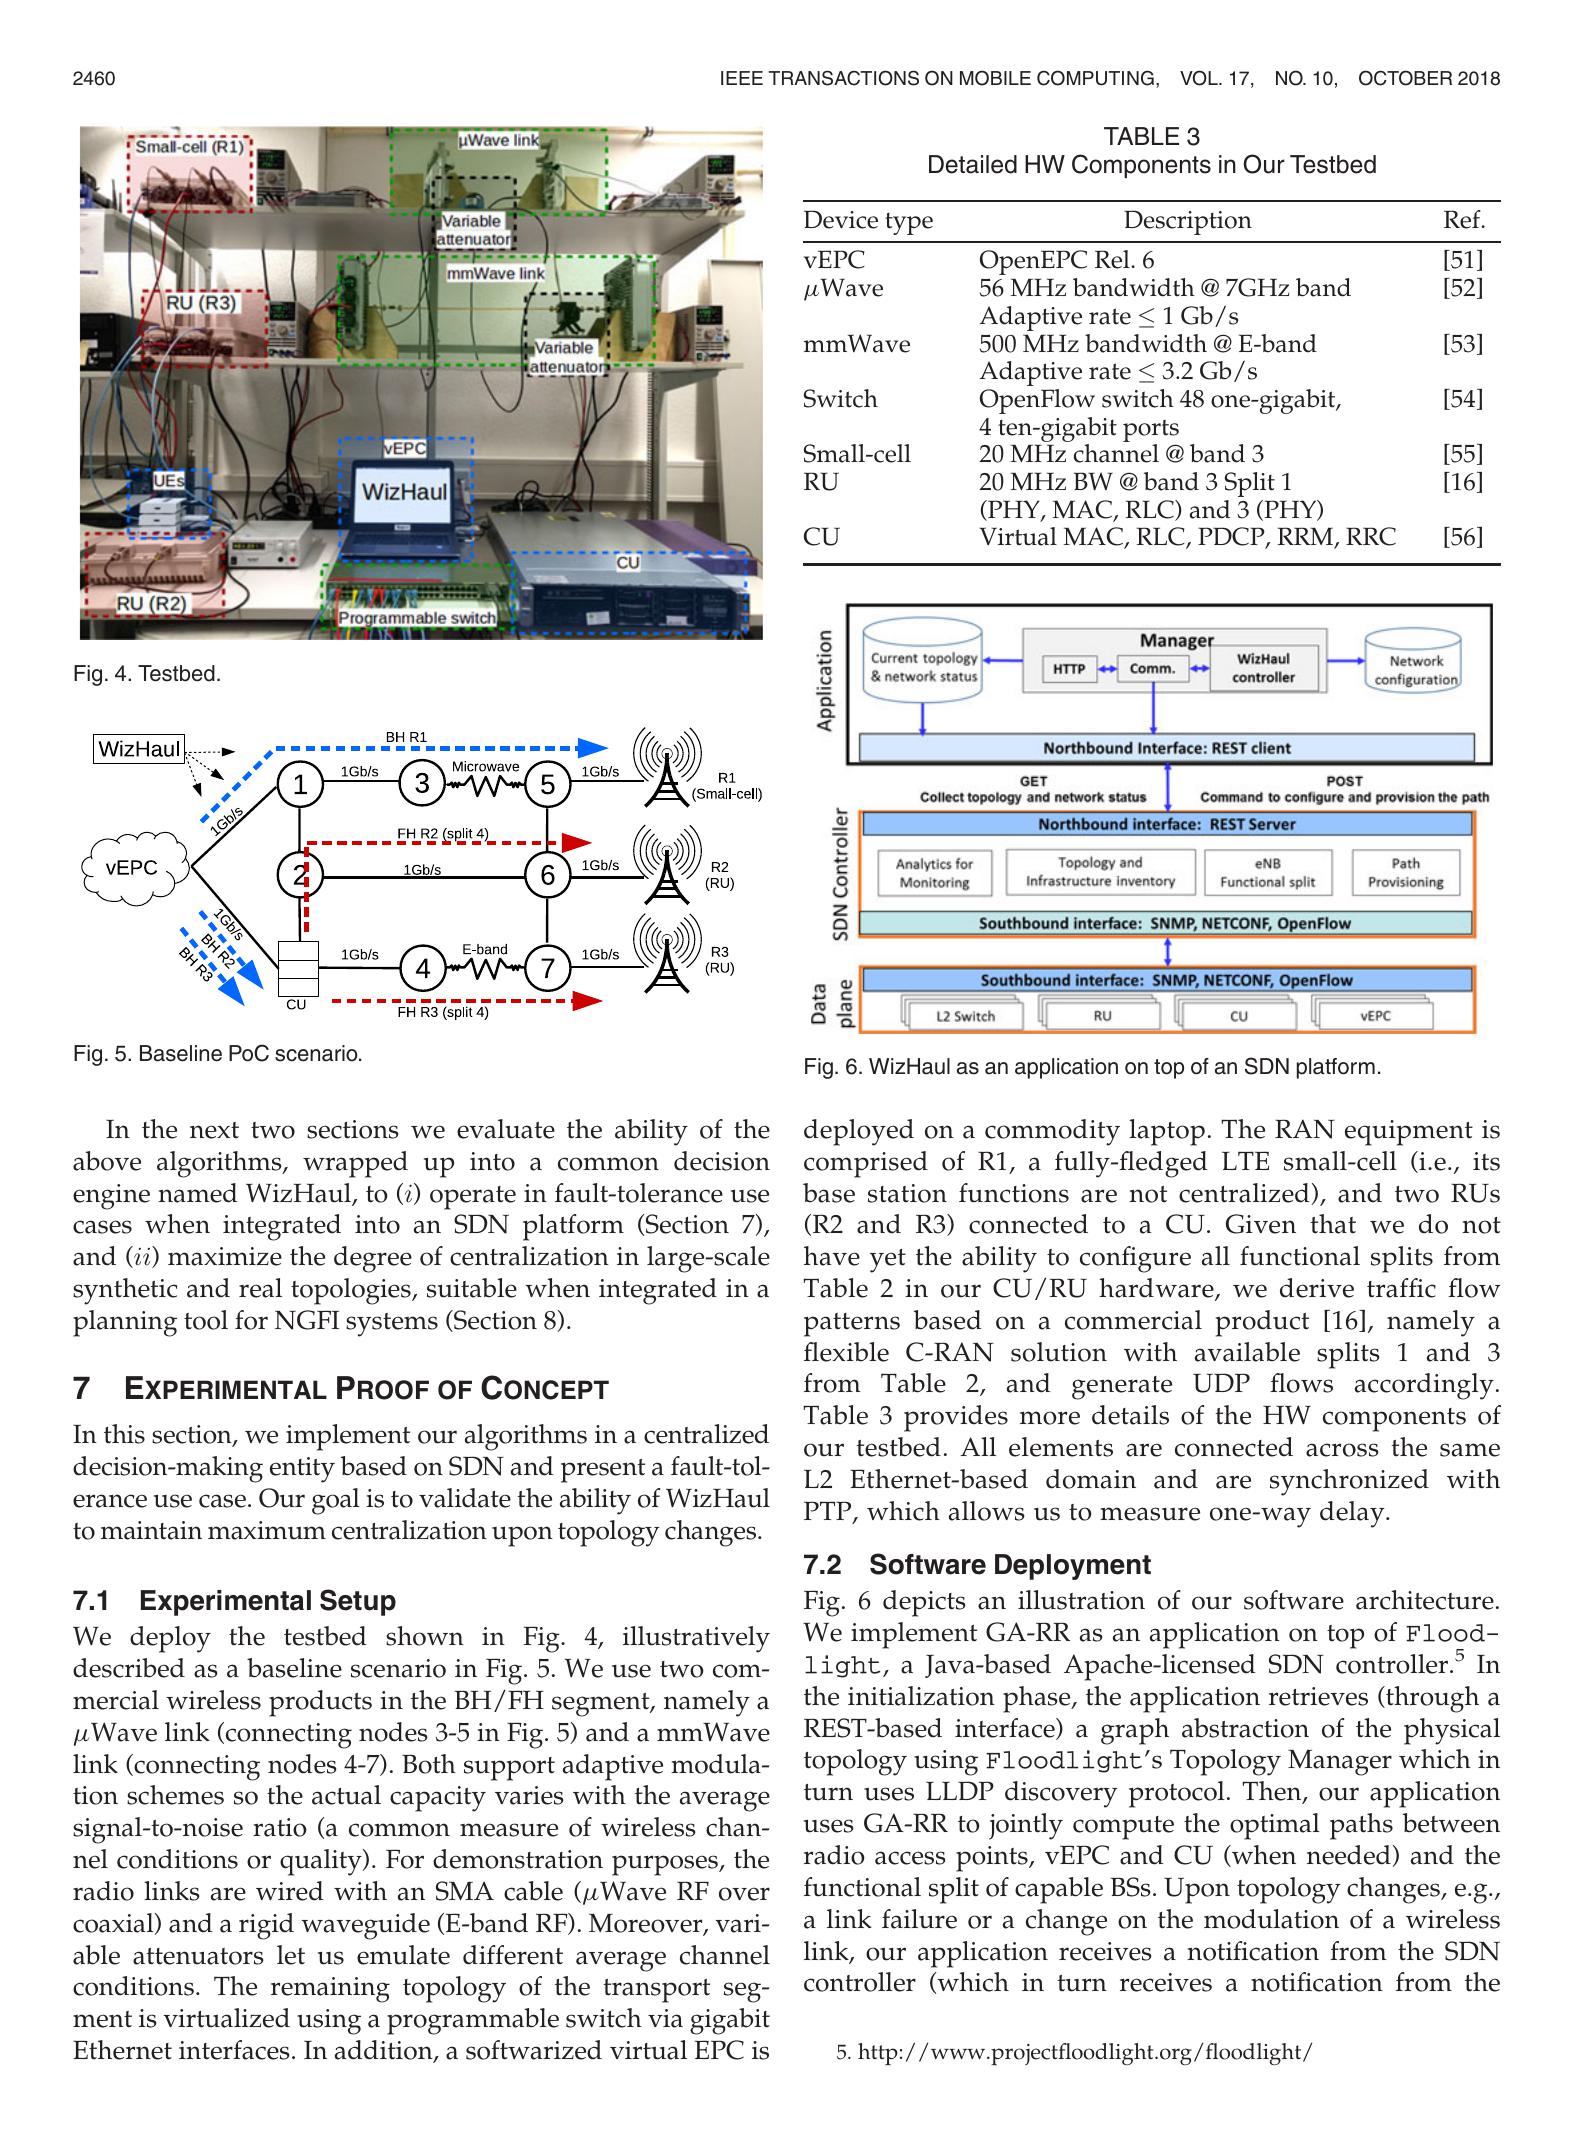 2460
IEEE TRANSACTIONS ON MOBILE COMPUTING, VOL. 17, NO. 10, OCTOBER 2018
Small-cell (R1)
µWave link
Variable
attenuator
mmWave link
RU (R3)
Variable
attenuator
vEPC
WizHaul
UEs
CU
RU (R2)
Programmable switch
Fig. 4. Testbed.
WizHaul
BH R1
1Gb/s
1
1Gb/s
3
Microwave
5
1Gb/s
R1
(Small-cell)
vEPC
FH R2 (split 4)
2
1Gb/s
6
1Gb/s
R2
(RU)
1Gb/s
BH R2
BH R3
CU
1Gb/s
4
E-band
7
1Gb/s
R3
(RU)
FH R3 (split 4)
Fig. 5. Baseline PoC scenario.
In the next two sections we evaluate the ability of the
above algorithms, wrapped up into a common decision
engine named WizHaul, to (i) operate in fault-tolerance use
cases when integrated into an SDN platform (Section 7),
and (ii) maximize the degree of centralization in large-scale
synthetic and real topologies, suitable when integrated in a
planning tool for NGFI systems (Section 8).
7 EXPERIMENTAL PROOF OF CONCEPT
In this section, we implement our algorithms in a centralized
decision-making entity based on SDN and present a fault-tol-
erance use case. Our goal is to validate the ability of WizHaul
to maintain maximum centralization upon topology changes.
7.1 Experimental Setup
We deploy the testbed shown in Fig. 4, illustratively
described as a baseline scenario in Fig. 5. We use two com-
mercial wireless products in the BH/FH segment, namely a
µWave link (connecting nodes 3-5 in Fig. 5) and a mmWave
link (connecting nodes 4-7). Both support adaptive modula-
tion schemes so the actual capacity varies with the average
signal-to-noise ratio (a common measure of wireless chan-
nel conditions or quality). For demonstration purposes, the
radio links are wired with an SMA cable (µWave RF over
coaxial) and a rigid waveguide (E-band RF). Moreover, vari-
able attenuators let us emulate different average channel
conditions. The remaining topology of the transport seg-
ment is virtualized using a programmable switch via gigabit
Ethernet interfaces. In addition, a softwarized virtual EPC is
TABLE 3
Detailed HW Components in Our Testbed
Device type Description Ref.
vEPC OpenEPC Rel. 6 [51]
µWave 56 MHz bandwidth @ 7GHz band [52]
Adaptive rate ≤ 1 Gb/s
mmWave 500 MHz bandwidth @ E-band [53]
Adaptive rate ≤ 3.2 Gb/s
Switch OpenFlow switch 48 one-gigabit, [54]
4 ten-gigabit ports
Small-cell 20 MHz channel @ band 3 [55]
RU 20 MHz BW @ band 3 Split 1 [16]
(PHY, MAC, RLC) and 3 (PHY)
CU Virtual MAC, RLC, PDCP, RRM, RRC [56]
Application
Current topology
& network status
Manager
HTTP
Comm.
WizHaul
controller
Network
configuration
Northbound Interface: REST client
GET
Collect topology and network status
POST
Command to configure and provision the path
SDN Controller
Northbound interface: REST Server
Analytics for
Monitoring
Topology and
Infrastructure inventory
eNB
Functional split
Path
Provisioning
Southbound interface: SNMP, NETCONF, OpenFlow
Data
plane
Southbound interface: SNMP, NETCONF, OpenFlow
L2 Switch
RU
CU
vEPC
Fig. 6. WizHaul as an application on top of an SDN platform.
deployed on a commodity laptop. The RAN equipment is
comprised of R1, a fully-fledged LTE small-cell (i.e., its
base station functions are not centralized), and two RUs
(R2 and R3) connected to a CU. Given that we do not
have yet the ability to configure all functional splits from
Table 2 in our CU/RU hardware, we derive traffic flow
patterns based on a commercial product [16], namely a
flexible C-RAN solution with available splits 1 and 3
from Table 2, and generate UDP flows accordingly.
Table 3 provides more details of the HW components of
our testbed. All elements are connected across the same
L2 Ethernet-based domain and are synchronized with
PTP, which allows us to measure one-way delay.
7.2 Software Deployment
Fig. 6 depicts an illustration of our software architecture.
We implement GA-RR as an application on top of Flood-
light, a Java-based Apache-licensed SDN controller.5 In
the initialization phase, the application retrieves (through a
REST-based interface) a graph abstraction of the physical
topology using Floodlight's Topology Manager which in
turn uses LLDP discovery protocol. Then, our application
uses GA-RR to jointly compute the optimal paths between
radio access points, vEPC and CU (when needed) and the
functional split of capable BSs. Upon topology changes, e.g.,
a link failure or a change on the modulation of a wireless
link, our application receives a notification from the SDN
controller (which in turn receives a notification from the
5. http://www.projectfloodlight.org/floodlight/